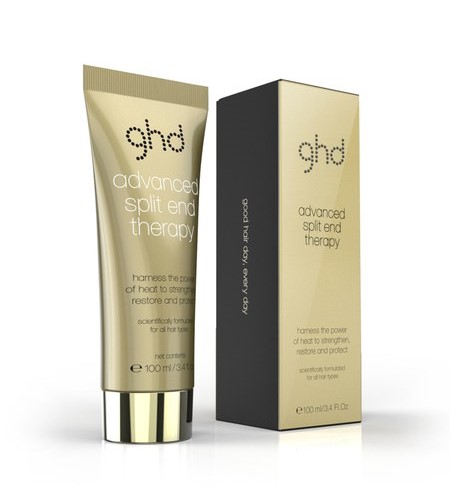 ghd
advanced
split end
therapy
harness the power
of heat to strengthen
restore and protect
scientifically formulated
for all hair types
net contents
e 100 ml / 3.4
good hair day, every day
ghd
advanced
split end
therapy
harness the power
of heat to strengthen,
restore and protect
scientifically formulated
for all hair types
e 100 ml/3.4 Fl.Oz